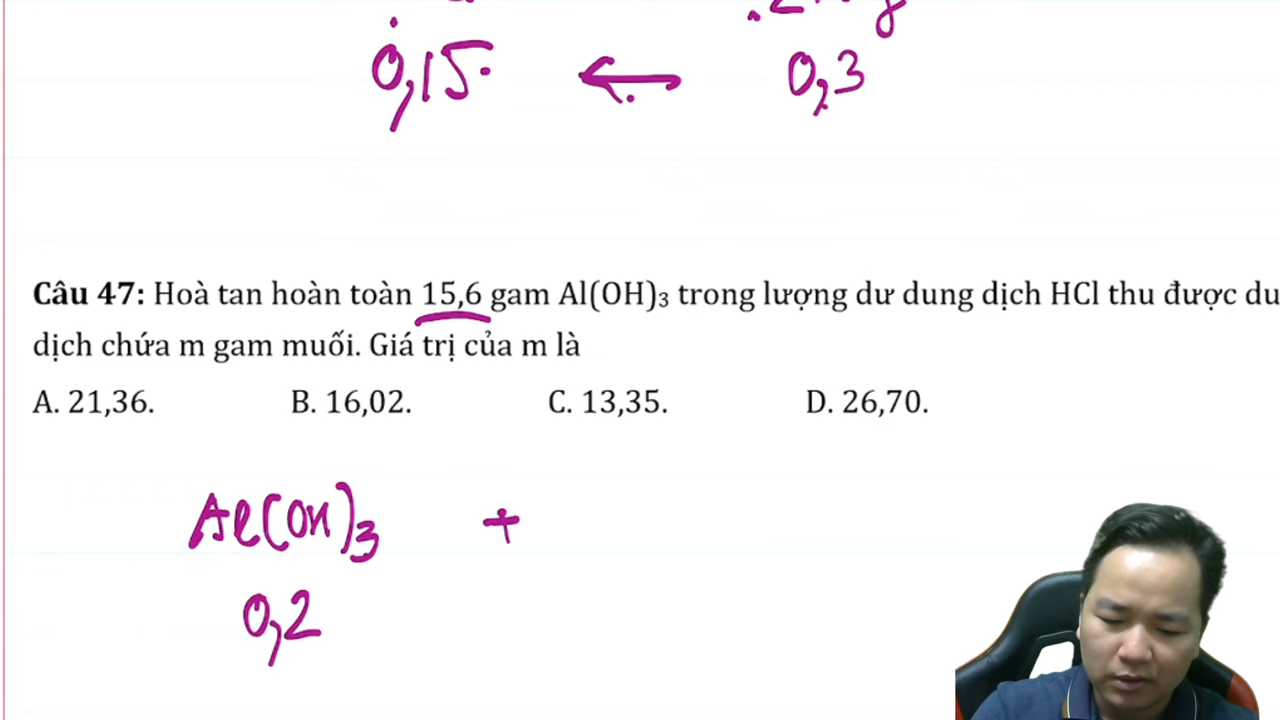 0,15 ← 0,3
Câu 47: Hoà tan hoàn toàn 15,6 gam Al(OH)₃ trong lượng dư dung dịch HCl thu được du
dịch chứa m gam muối. Giá trị của m là
A. 21,36. B. 16,02. C. 13,35. D. 26,70.
Al(OH)₃ +
0,2